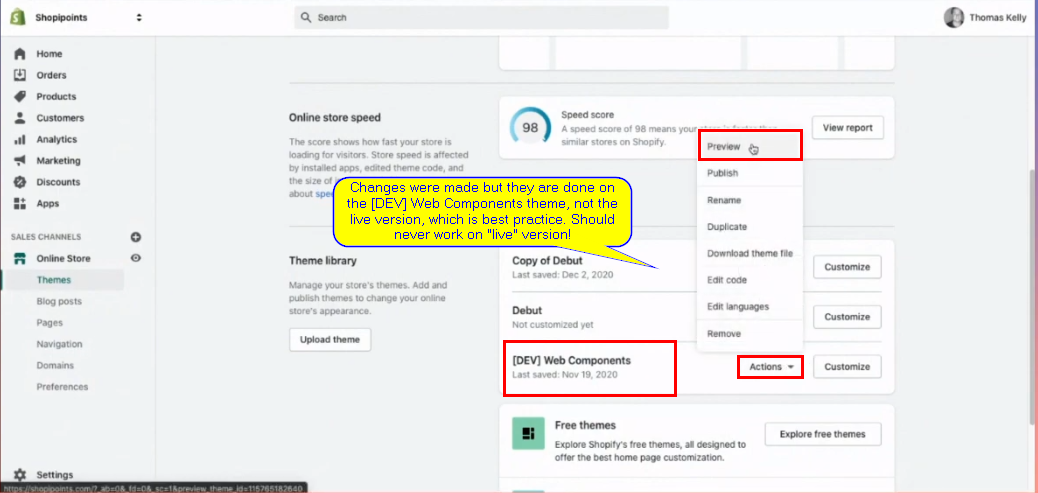 Shopipoints
Search
Thomas Kelly
Home
Orders
Products
Customers
Analytics
Marketing
Discounts
Apps
SALES CHANNELS
Online Store
Themes
Blog posts
Pages
Navigation
Domains
Preferences
Settings
https://shopipoints.com/?_ab=0&_fd=0&_sc=1&preview_theme_id=115765182640
Online store speed
The score shows how fast your store is
loading for visitors. Store speed is affected
by installed apps, edited theme code, and
the size of
about
98
Speed score
A speed score of 98 means your store is faster than
similar stores on Shopify.
View report
Changes were made but they are done on
the [DEV] Web Components theme, not the
live version, which is best practice. Should
never work on "live" version!
Theme library
Manage your store's themes. Add and
publish themes to change your online
store's appearance.
Upload theme
Copy of Debut
Last saved: Dec 2, 2020
Customize
Debut
Not customized yet
Customize
[DEV] Web Components
Last saved: Nov 19, 2020
Actions
Customize
Preview
Publish
Rename
Duplicate
Download theme file
Edit code
Edit languages
Remove
Free themes
Explore Shopify's free themes, all designed to
offer the best home page customization.
Explore free themes